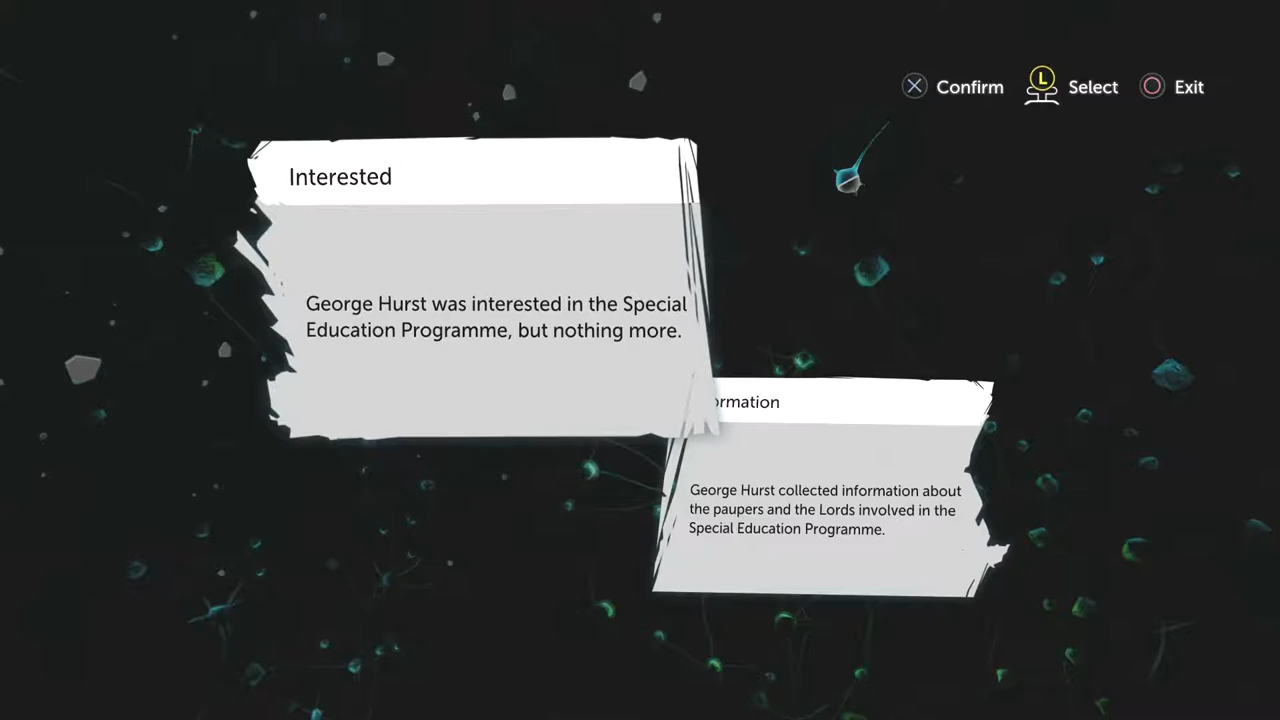 Confirm L Select Exit
Interested
George Hurst was interested in the Special
Education Programme, but nothing more.
ormation
George Hurst collected information about
the paupers and the Lords involved in the
Special Education Programme.